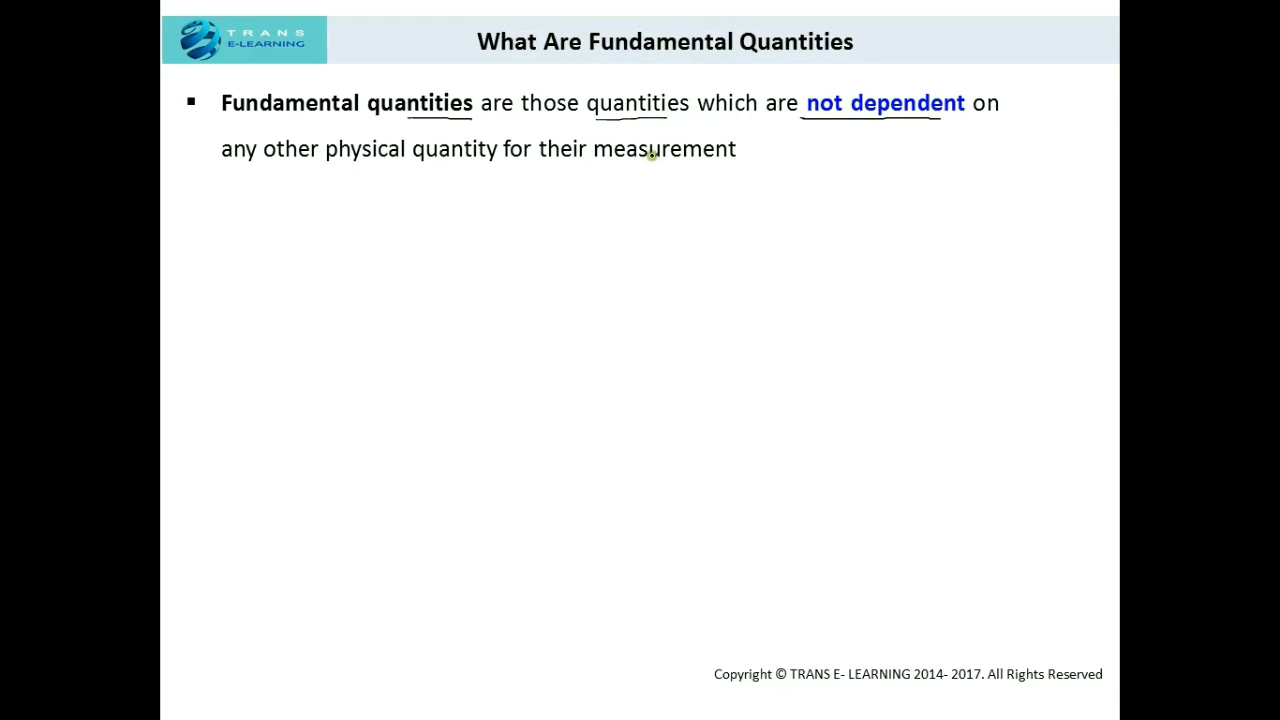 TRANS
E-LEARNING
What Are Fundamental Quantities
▪ Fundamental quantities are those quantities which are not dependent on
any other physical quantity for their measurement
Copyright © TRANS E- LEARNING 2014- 2017. All Rights Reserved